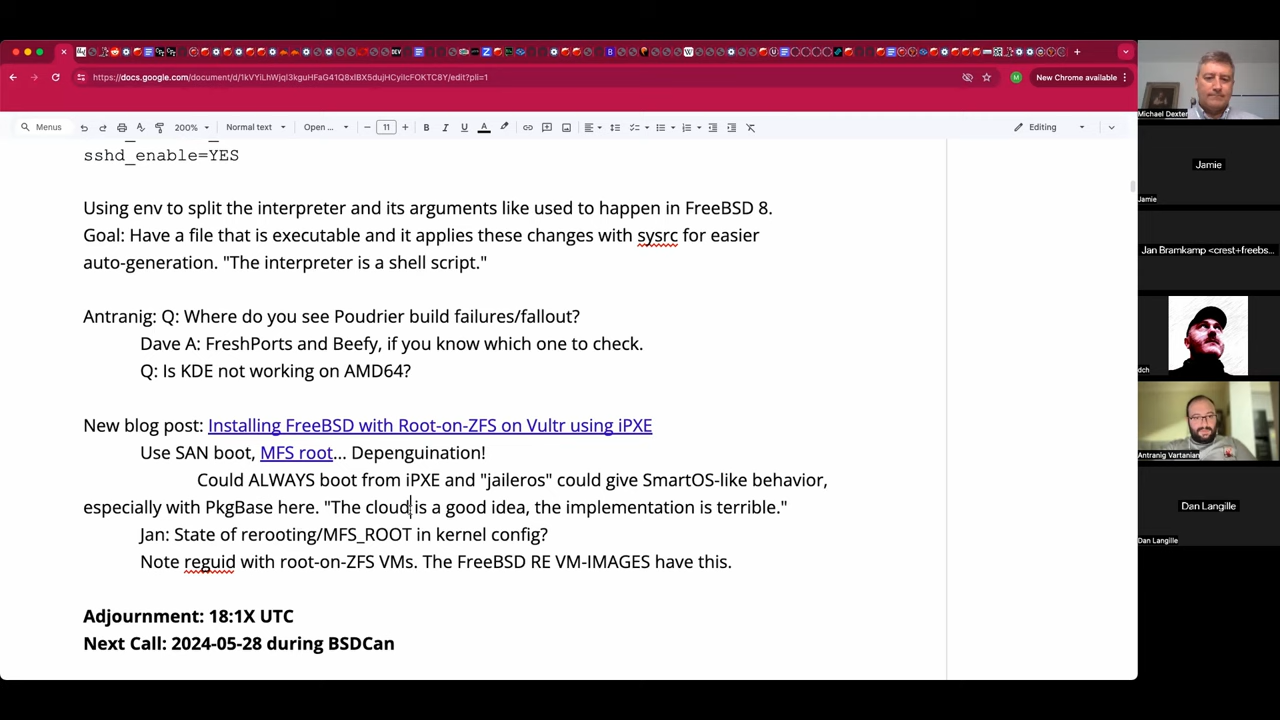 https://docs.google.com/document/d/1kVYiLhWjqI3kguHFaG41Q8xIBX5dujHCyiIcFOKTC8Y/edit?pli=1
New Chrome available
Menus
200%
Normal text
Open ...
11
Editing
sshd_enable=YES
Using env to split the interpreter and its arguments like used to happen in FreeBSD 8.
Goal: Have a file that is executable and it applies these changes with sysrc for easier
auto-generation. "The interpreter is a shell script."
Antranig: Q: Where do you see Poudrier build failures/fallout?
Dave A: FreshPorts and Beefy, if you know which one to check.
Q: Is KDE not working on AMD64?
New blog post: Installing FreeBSD with Root-on-ZFS on Vultr using iPXE
Use SAN boot, MFS root... Depenguination!
Could ALWAYS boot from iPXE and "jaileros" could give SmartOS-like behavior,
especially with PkgBase here. "The cloud is a good idea, the implementation is terrible."
Jan: State of rerooting/MFS_ROOT in kernel config?
Note reguid with root-on-ZFS VMs. The FreeBSD RE VM-IMAGES have this.
Adjournment: 18:1X UTC
Next Call: 2024-05-28 during BSDCan
Michael Dexter
Jamie
Jamie
Jan Bramkamp <crest+freebs...
dch
Antranig Vartanian
Dan Langille
Dan Langille